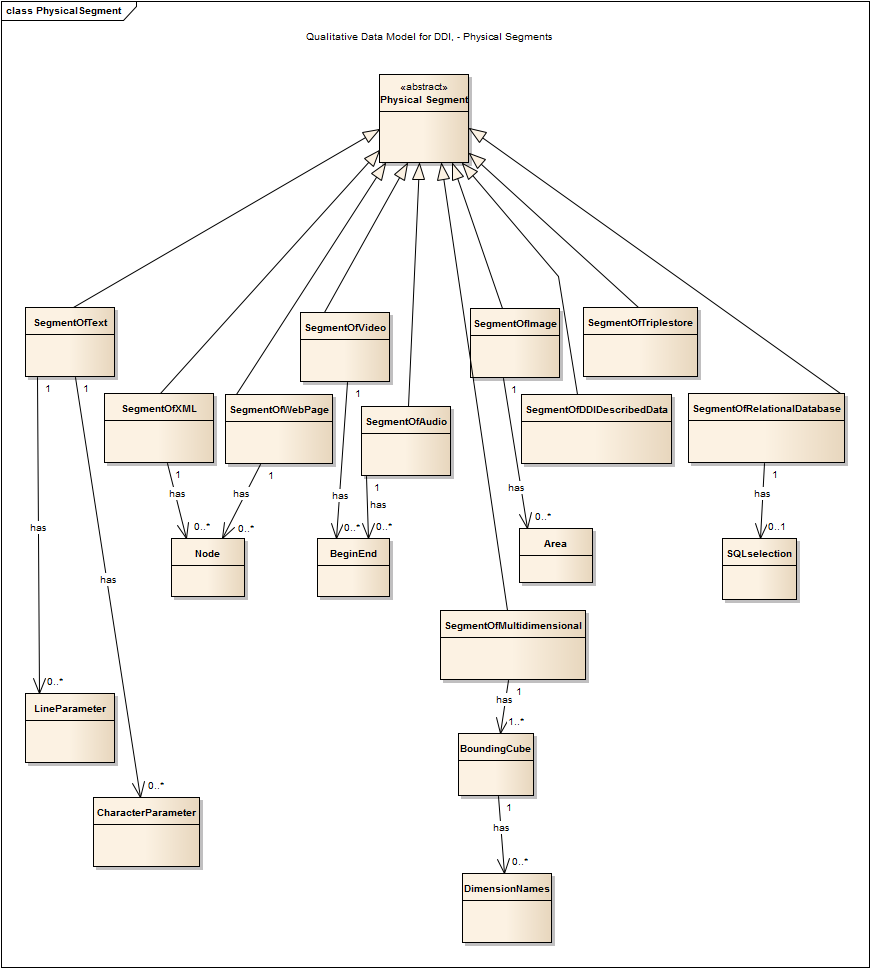 class PhysicalSegment
Qualitative Data Model for DDI, - Physical Segments
«abstract»
Physical Segment
SegmentOfText
SegmentOfVideo
SegmentOfImage
SegmentOfTriplestore
1
1
1
1
SegmentOfXML
SegmentOfWebPage
SegmentOfAudio
SegmentOfDDIDescribedData
SegmentOfRelationalDatabase
1
1
1
1
has
has
has
has
has
has
0..*
0..*
0..*
0..*
0..*
0..1
has
Node
BeginEnd
Area
SQLselection
has
SegmentOfMultidimensional
1
has
0..*
LineParameter
1..*
BoundingCube
0..*
CharacterParameter
1
has
0..*
DimensionNames